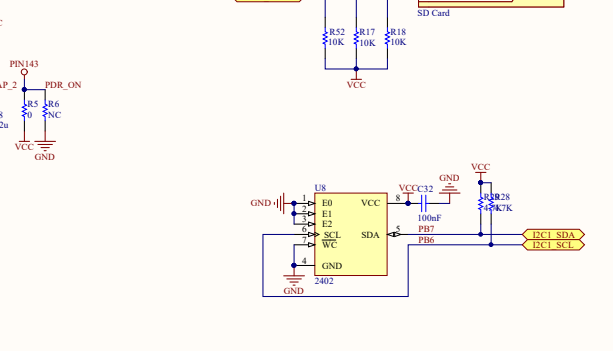 SD Card
R52
10K
R17
10K
R18
10K
VCC
PIN143
AP_2
PDR_ON
R5
0
R6
NC
8
2u
VCC
GND
U8
GND
1
E0
2
E1
3
E2
6
SCL
7
WC
4
GND
VCC
8
SDA
5
2402
GND
VCC
C32
100nF
GND
VCC
R28
4.7K
PB7
PB6
I2C1_SDA
I2C1_SCL